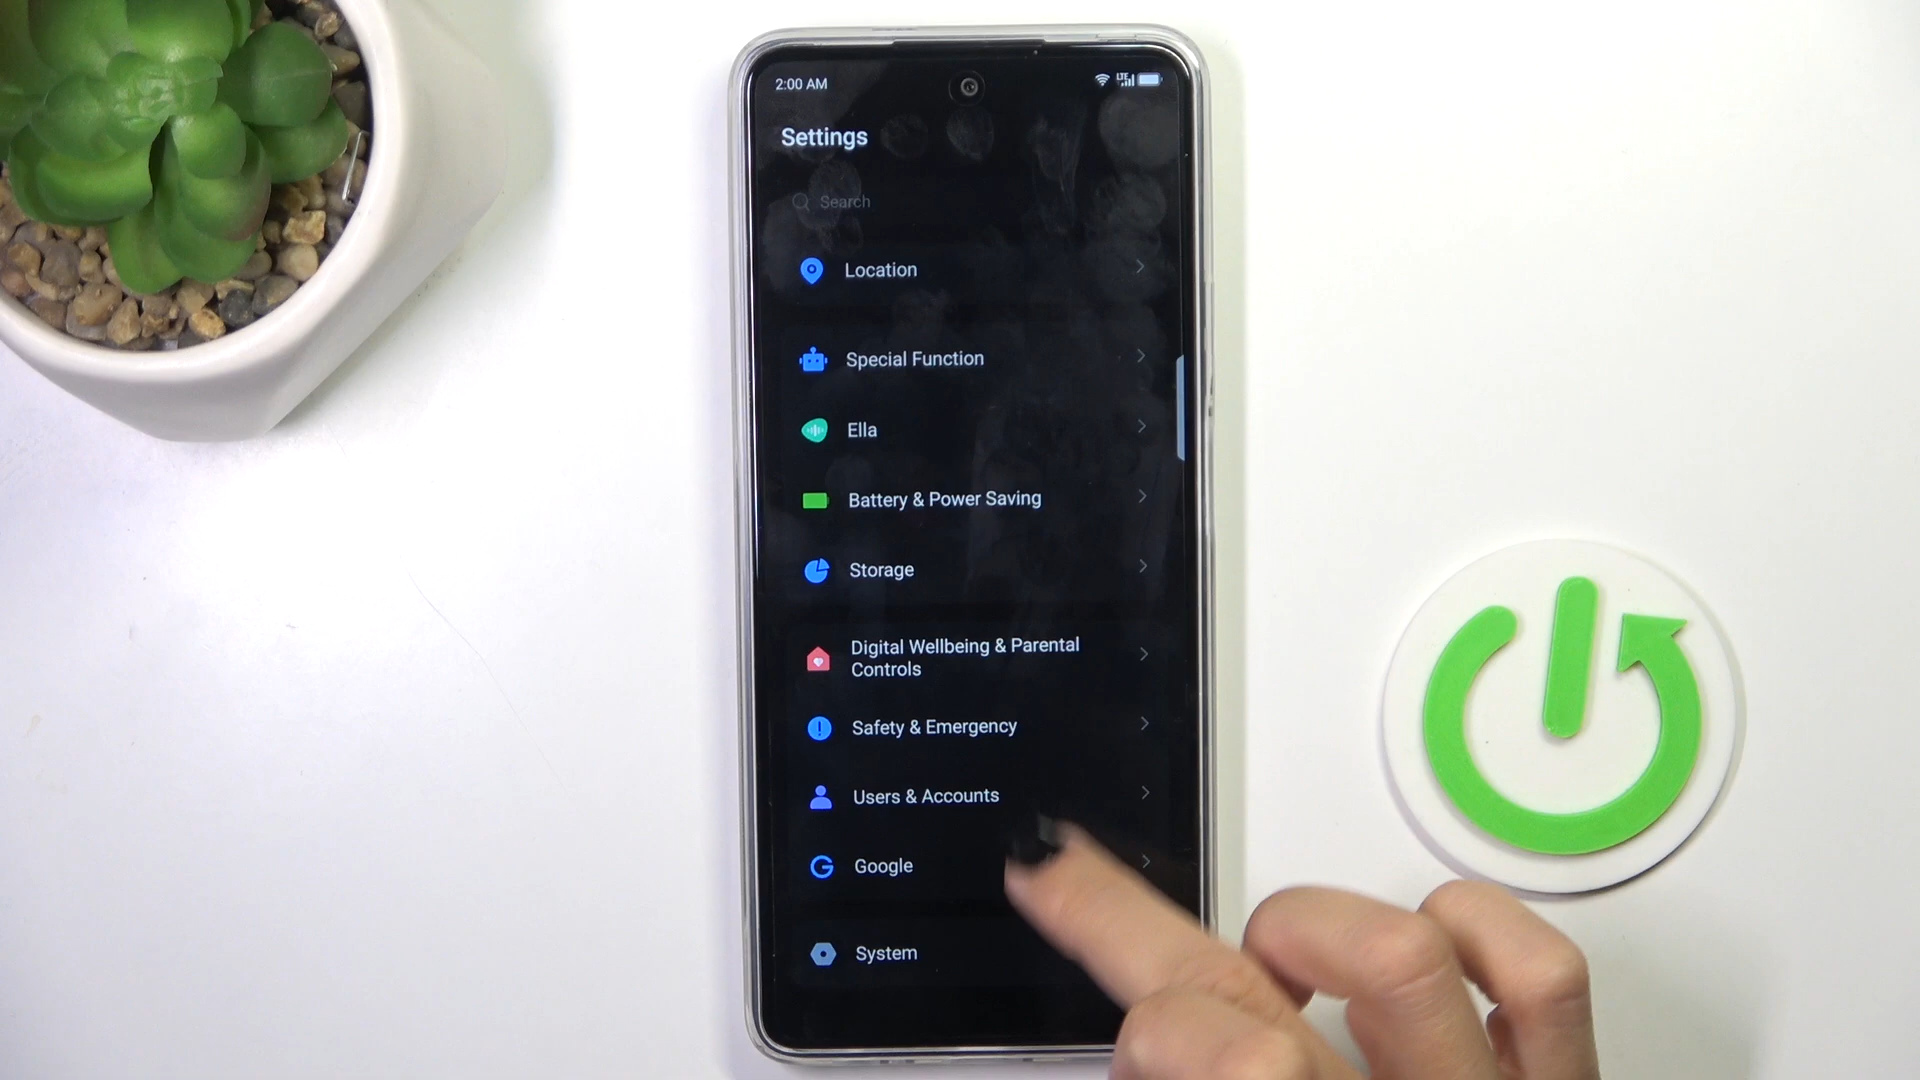 2:00 AM
LTE
Settings
Search
Location
Special Function
Ella
Battery & Power Saving
Storage
Digital Wellbeing & Parental
Controls
Safety & Emergency
Users & Accounts
Google
System